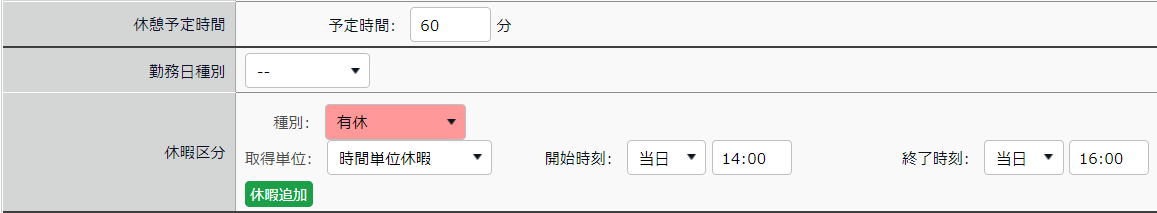 休憩予定時間 予定時間: 60 分
勤務日種別 --
休暇区分
種別: 有休
取得単位: 時間単位休暇 開始時刻: 当日 14:00 終了時刻: 当日 16:00
休暇追加